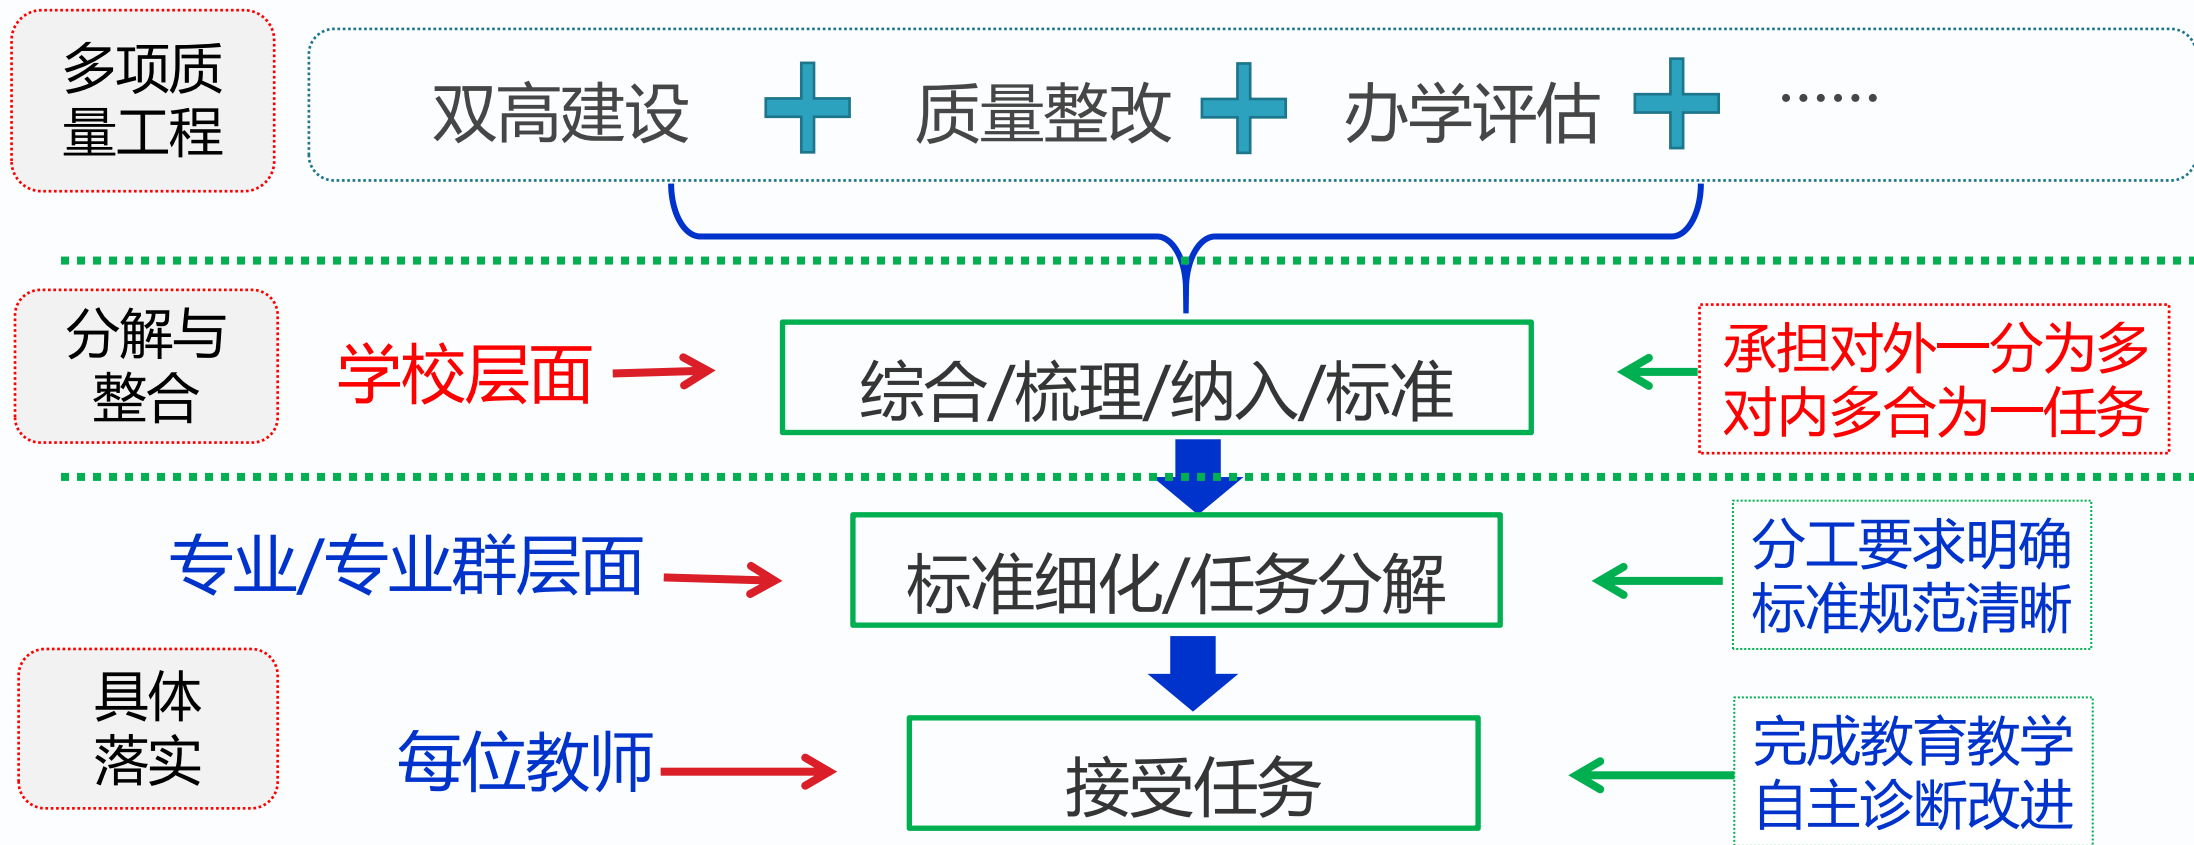 多项质
量工程
双高建设
质量整改
办学评估
……
分解与
整合
学校层面
综合/梳理/纳入/标准
承担对外一分为多
对内多合为一任务
专业/专业群层面
标准细化/任务分解
分工要求明确
标准规范清晰
具体
落实
每位教师
接受任务
完成教育教学
自主诊断改进